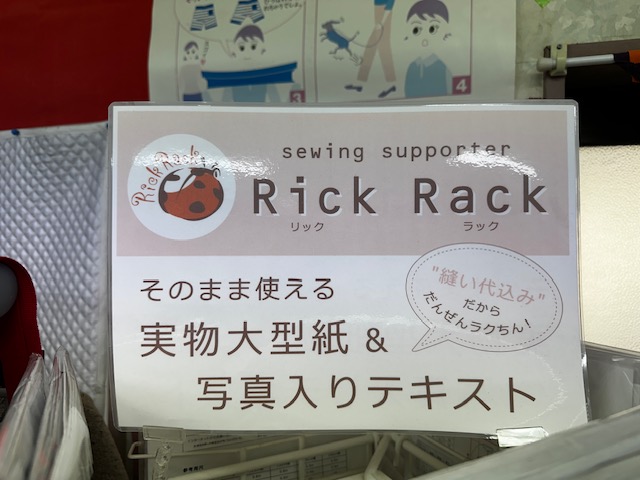 3
4
Rick Rack
sewing supporter
Rick Rack
リック ラック
そのまま使える
実物大型紙 &
写真入りテキスト
"縫い代込み"
だから
だんぜんラクちん!